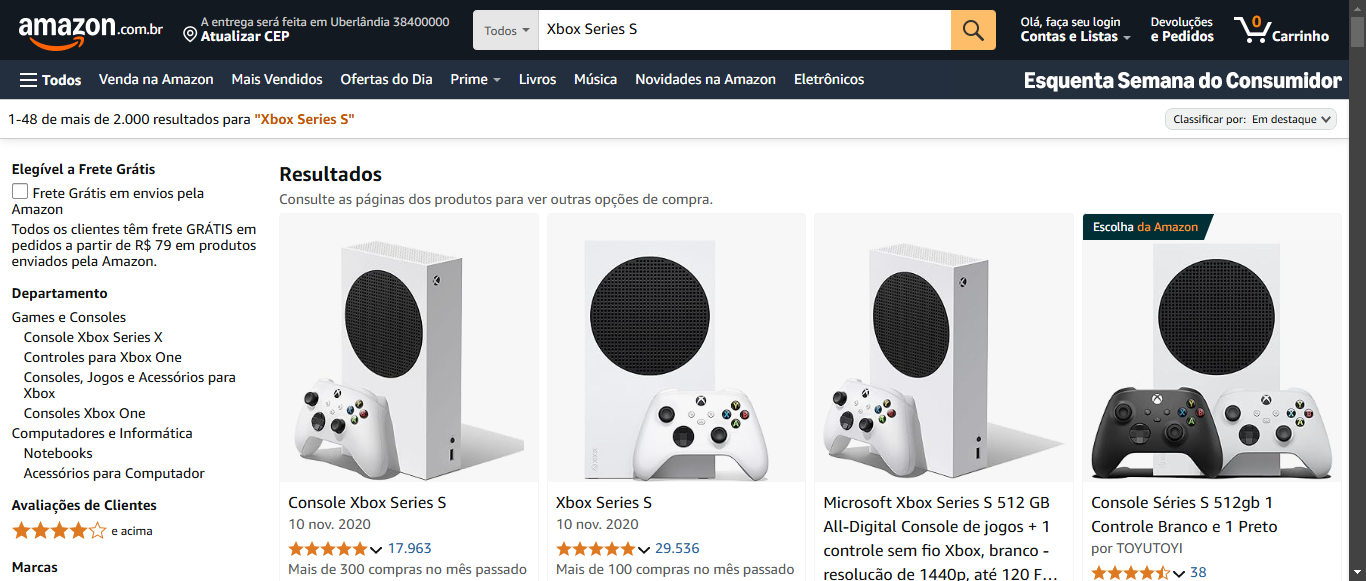 amazon.com.br
A entrega será feita em Uberlândia 38400000
Atualizar CEP
Todos
Xbox Series S
Olá, faça seu login
Contas e Listas
Devoluções
e Pedidos
0
Carrinho
Todos
Venda na Amazon
Mais Vendidos
Ofertas do Dia
Prime
Livros
Música
Novidades na Amazon
Eletrônicos
Esquenta Semana do Consumidor
1-48 de mais de 2.000 resultados para "Xbox Series S"
Classificar por: Em destaque
Elegível a Frete Grátis
Frete Grátis em envios pela
Amazon
Todos os clientes têm frete GRÁTIS em
pedidos a partir de R$ 79 em produtos
enviados pela Amazon.
Departamento
Games e Consoles
Console Xbox Series X
Controles para Xbox One
Consoles, Jogos e Acessórios para
Xbox
Consoles Xbox One
Computadores e Informática
Notebooks
Acessórios para Computador
Avaliações de Clientes
e acima
Marcas
Resultados
Consulte as páginas dos produtos para ver outras opções de compra.
Console Xbox Series S
10 nov. 2020
17.963
Mais de 300 compras no mês passado
Xbox Series S
10 nov. 2020
29.536
Mais de 100 compras no mês passado
Microsoft Xbox Series S 512 GB
All-Digital Console de jogos + 1
controle sem fio Xbox, branco -
resolução de 1440p, até 120 F…
Escolha da Amazon
Console Séries S 512gb 1
Controle Branco e 1 Preto
por TOYUTOYI
38